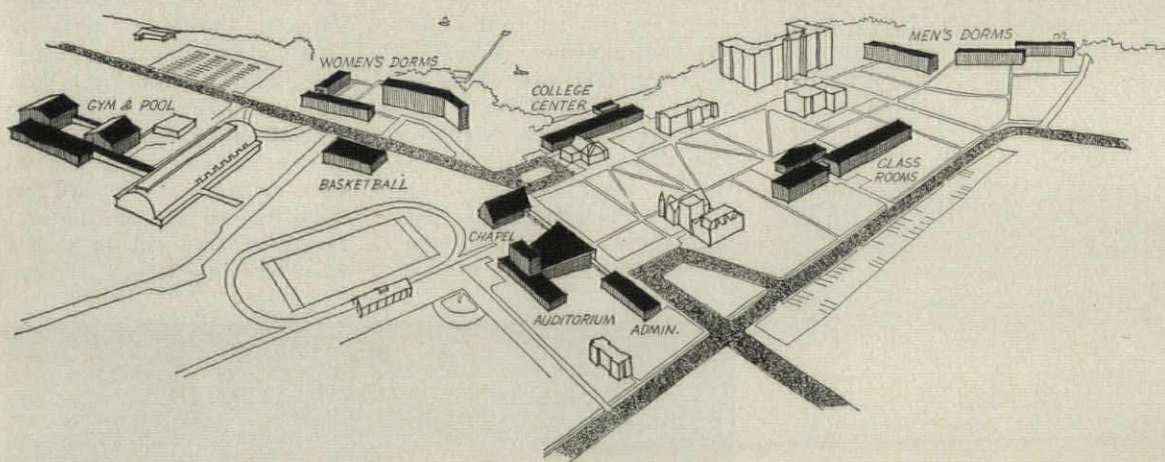 MEN'S DORMS
WOMEN'S DORMS
COLLEGE
CENTER
GYM & POOL
CLASS
ROOMS
BASKETBALL
CHAPEL
AUDITORIUM
ADMIN.